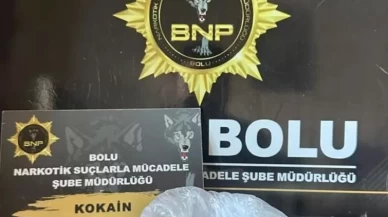 BNP
BOLU
BOLU
BNP
BOLU
NARKOTİK SUÇLARLA MÜCADELE
ŞUBE MÜDÜRLÜĞÜ
KOKAİN
ADELE ŞUBE MÜDÜRLÜĞÜ